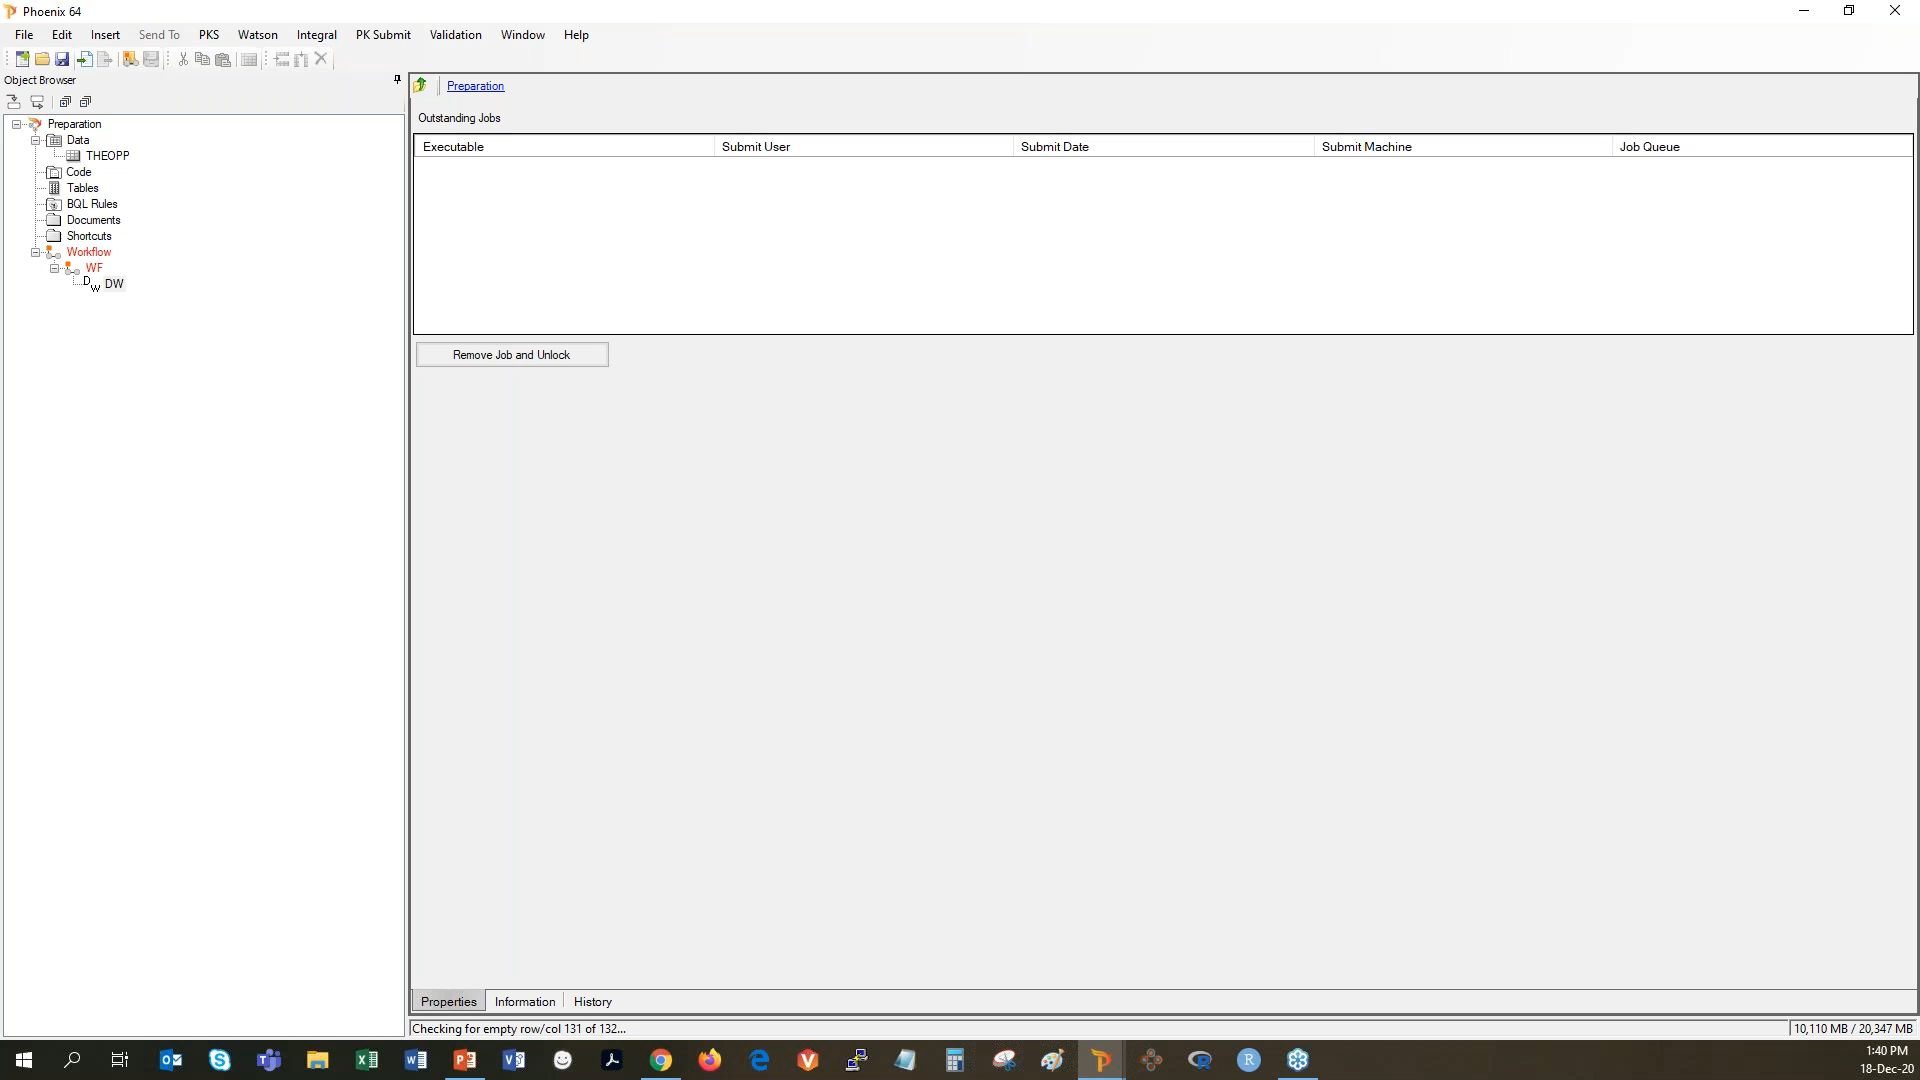 Phoenix 64
File Edit Insert Send To PKS Watson Integral PK Submit Validation Window Help
Object Browser
Preparation
Data
THEOPP
Code
Tables
BQL Rules
Documents
Shortcuts
Workflow
WF
DW DW
Preparation
Outstanding Jobs
Executable Submit User Submit Date Submit Machine Job Queue
Remove Job and Unlock
Properties Information History
Checking for empty row/col 131 of 132...
10,110 MB / 20,347 MB
1:40 PM
18-Dec-20